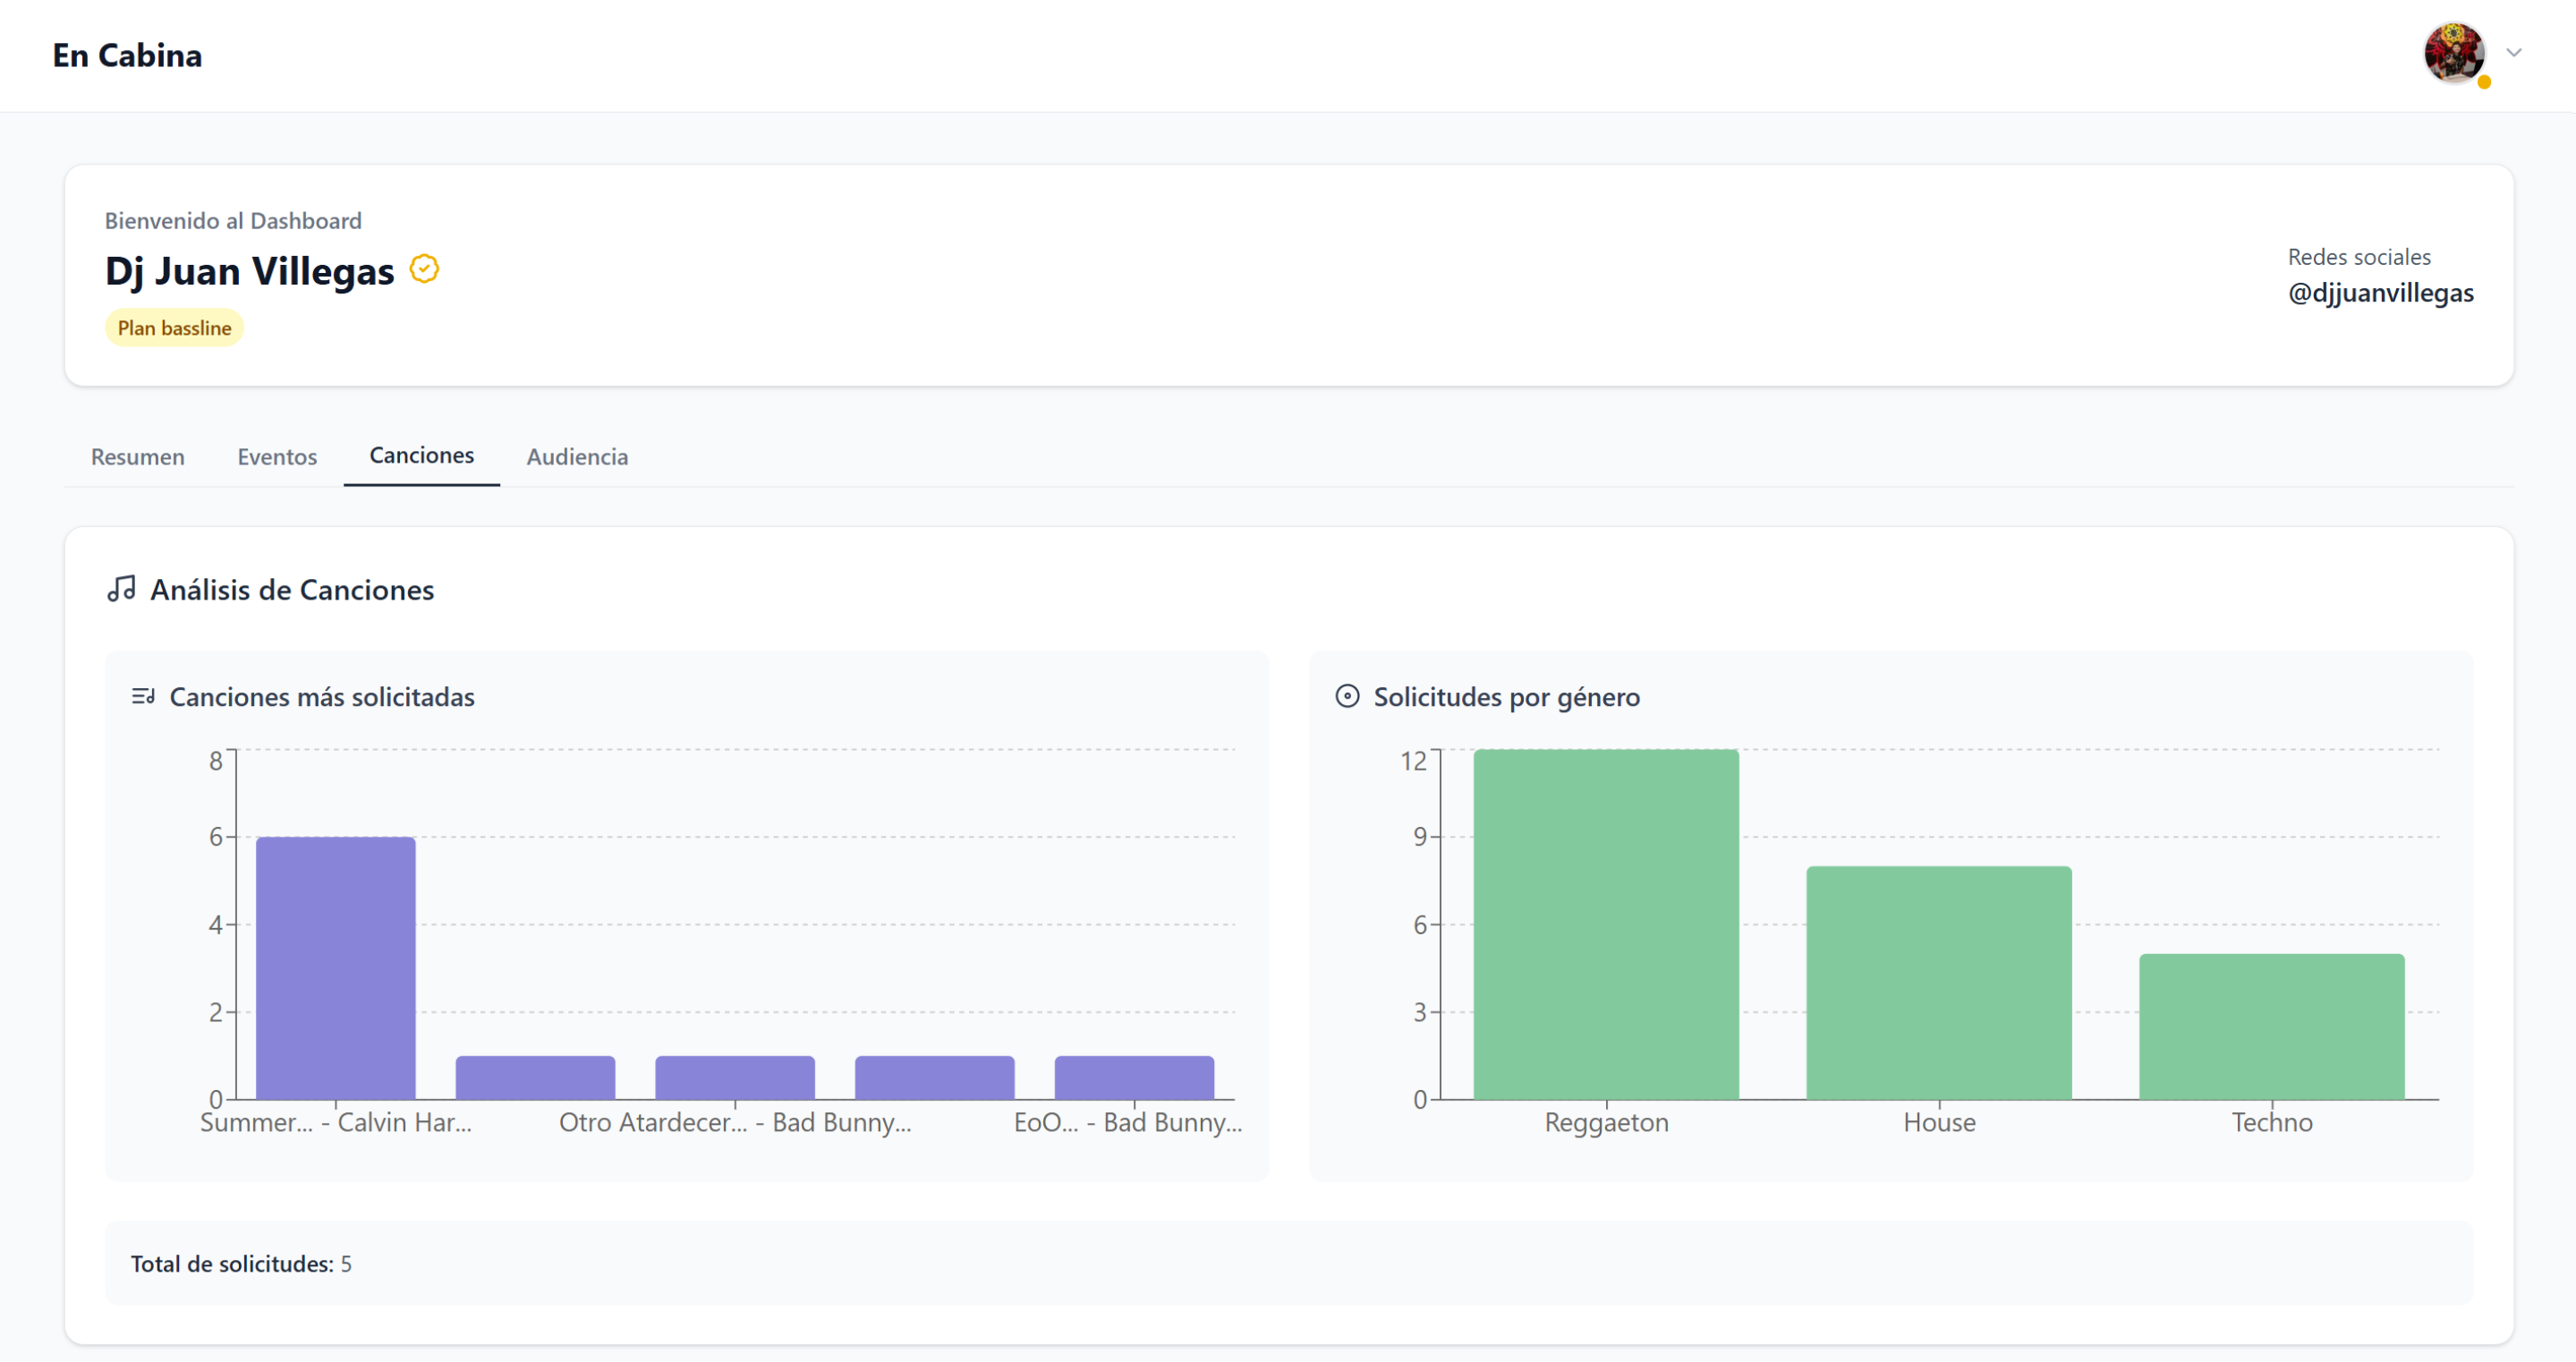 En Cabina
Bienvenido al Dashboard
Dj Juan Villegas
Plan bassline
Redes sociales
@djjuanvillegas
Resumen
Eventos
Canciones
Audiencia
Análisis de Canciones
Canciones más solicitadas
8
6
4
2
0
Summer... - Calvin Har...
Otro Atardecer... - Bad Bunny...
EoO... - Bad Bunny...
Solicitudes por género
12
9
6
3
0
Reggaeton
House
Techno
Total de solicitudes: 5